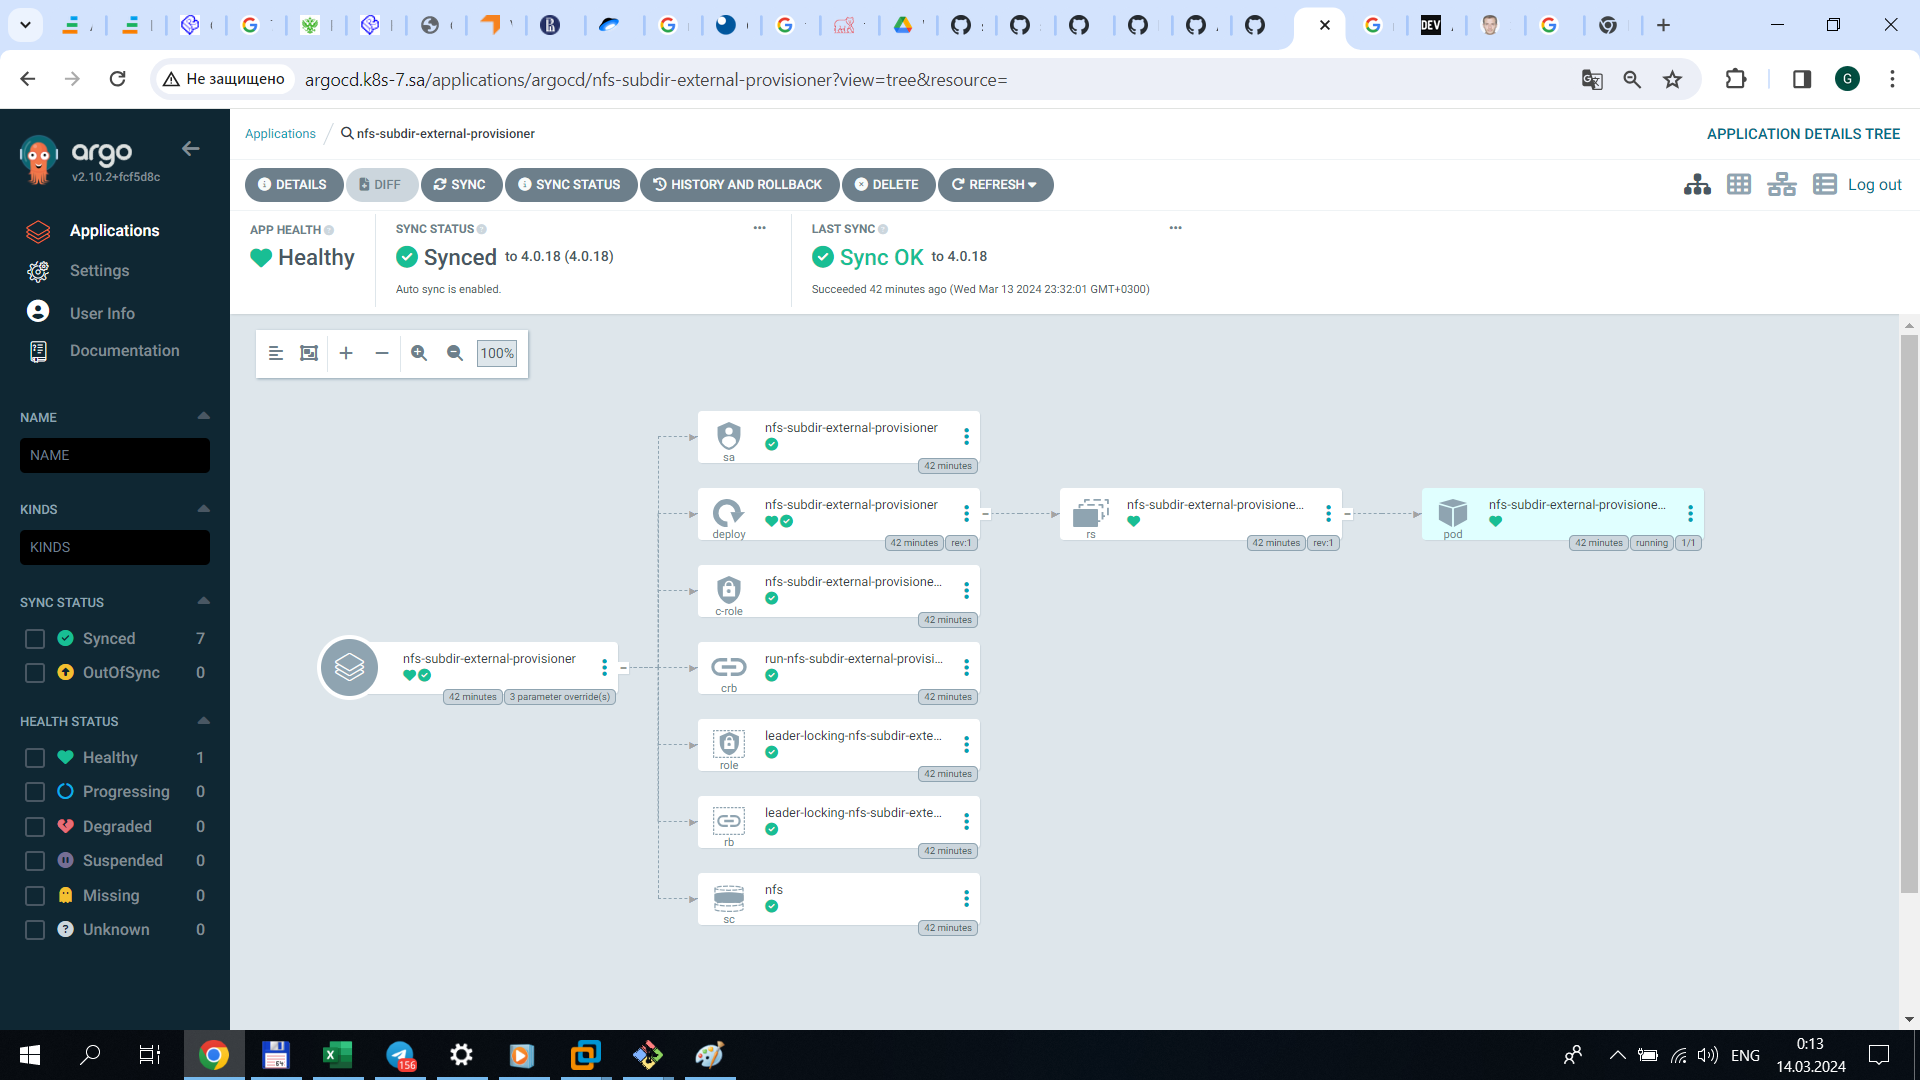 Не защищено
argocd.k8s-7.sa/applications/argocd/nfs-subdir-external-provisioner?view=tree&resource=
G
argo
v2.10.2+fcf5d8c
Applications
Settings
User Info
Documentation
NAME
NAME
KINDS
KINDS
SYNC STATUS
Synced 7
OutOfSync 0
HEALTH STATUS
Healthy 1
Progressing 0
Degraded 0
Suspended 0
Missing 0
Unknown 0
Applications / nfs-subdir-external-provisioner
APPLICATION DETAILS TREE
DETAILS DIFF SYNC SYNC STATUS HISTORY AND ROLLBACK DELETE REFRESH
Log out
APP HEALTH
Healthy
SYNC STATUS
Synced to 4.0.18 (4.0.18)
Auto sync is enabled.
LAST SYNC
Sync OK to 4.0.18
Succeeded 42 minutes ago (Wed Mar 13 2024 23:32:01 GMT+0300)
100%
nfs-subdir-external-provisioner
42 minutes 3 parameter override(s)
nfs-subdir-external-provisioner
sa
42 minutes
nfs-subdir-external-provisioner
deploy
42 minutes rev:1
nfs-subdir-external-provisione...
rs
42 minutes rev:1
nfs-subdir-external-provisione...
pod
42 minutes running 1/1
nfs-subdir-external-provisione...
c-role
42 minutes
run-nfs-subdir-external-provisi...
crb
42 minutes
leader-locking-nfs-subdir-exte...
role
42 minutes
leader-locking-nfs-subdir-exte...
rb
42 minutes
nfs
sc
42 minutes
156
ENG
0:13
14.03.2024